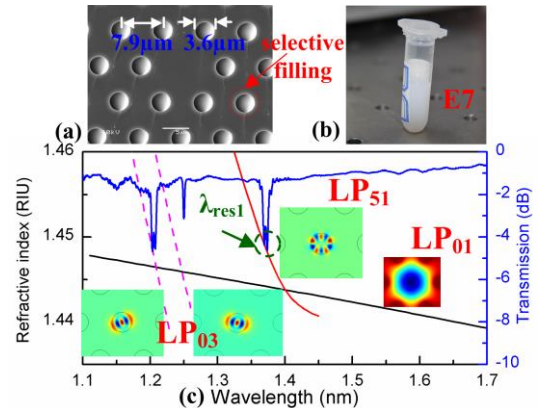 7.9μm
3.6μm
selective
filling
(a)
(b)
E7
1.46
1.45
1.44
Refractive index (RIU)
0
−2
−4
−6
−8
−10
Transmission (dB)
λres1
LP51
LP01
LP03
1.1
1.2
1.3
1.4
1.5
1.6
1.7
(c) Wavelength (nm)